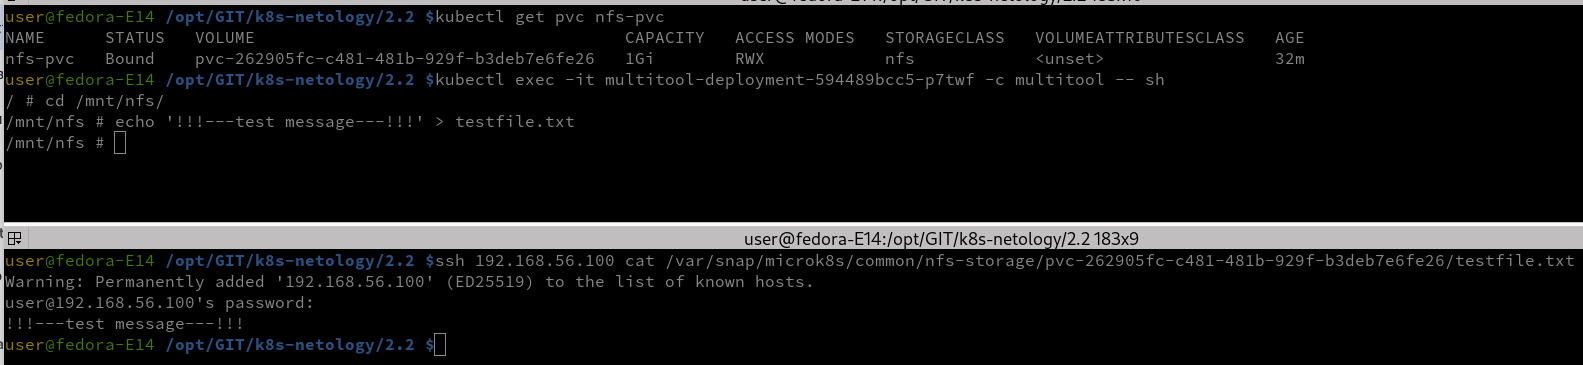 user@fedora-E14 /opt/GIT/k8s-netology/2.2 $kubectl get pvc nfs-pvc
NAME      STATUS   VOLUME                                     CAPACITY   ACCESS MODES   STORAGECLASS   VOLUMEATTRIBUTESCLASS   AGE
nfs-pvc   Bound    pvc-262905fc-c481-481b-929f-b3deb7e6fe26   1Gi        RWX            nfs            <unset>                 32m
user@fedora-E14 /opt/GIT/k8s-netology/2.2 $kubectl exec -it multitool-deployment-594489bcc5-p7twf -c multitool -- sh
/ # cd /mnt/nfs/
/mnt/nfs # echo '!!!---test message---!!!' > testfile.txt
/mnt/nfs #
user@fedora-E14:/opt/GIT/k8s-netology/2.2 183x9
user@fedora-E14 /opt/GIT/k8s-netology/2.2 $ssh 192.168.56.100 cat /var/snap/microk8s/common/nfs-storage/pvc-262905fc-c481-481b-929f-b3deb7e6fe26/testfile.txt
Warning: Permanently added '192.168.56.100' (ED25519) to the list of known hosts.
user@192.168.56.100's password:
!!!---test message---!!!
user@fedora-E14 /opt/GIT/k8s-netology/2.2 $